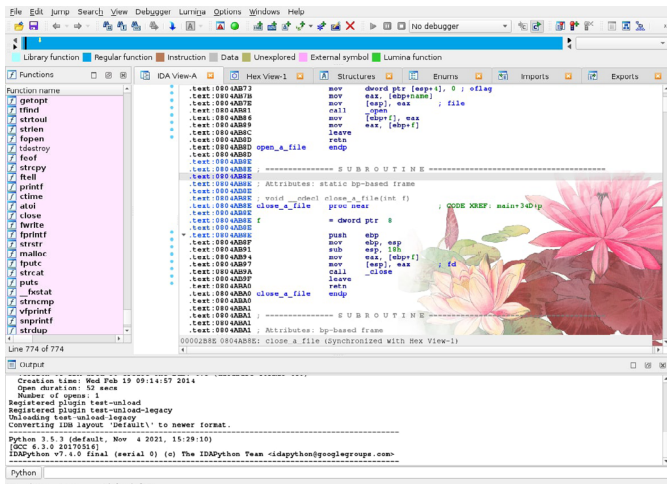 File Edit Jump Search View Debugger Lumina Options Windows Help
No debugger
Library function Regular function Instruction Data Unexplored External symbol Lumina function
Functions
IDA View-A Hex View-1 Structures Enums Imports Exports
Function name
getopt
tfind
strtoul
strlen
fopen
tdestroy
feof
strcpy
ftell
printf
ctime
atoi
close
fwrite
fprintf
strstr
malloc
fputc
strcat
puts
__fxstat
strncmp
vfprintf
snprintf
strdup
Line 774 of 774
.text:0804AB73 mov dword ptr [esp+4], 0 ; oflag
.text:0804AB7B mov eax, [ebp+name]
.text:0804AB7E mov [esp], eax ; file
.text:0804AB81 call _open
.text:0804AB86 mov [ebp+f], eax
.text:0804AB89 mov eax, [ebp+f]
.text:0804AB8C leave
.text:0804AB8D retn
.text:0804AB8D open_a_file endp
.text:0804AB8D
.text:0804AB8E
.text:0804AB8E ; =============== S U B R O U T I N E =======================================
.text:0804AB8E
.text:0804AB8E ; Attributes: static bp-based frame
.text:0804AB8E
.text:0804AB8E ; void __cdecl close_a_file(int f)
.text:0804AB8E close_a_file proc near ; CODE XREF: main+34D↓p
.text:0804AB8E
.text:0804AB8E f = dword ptr 8
.text:0804AB8E
.text:0804AB8E push ebp
.text:0804AB8F mov ebp, esp
.text:0804AB91 sub esp, 18h
.text:0804AB94 mov eax, [ebp+f]
.text:0804AB97 mov [esp], eax ; fd
.text:0804AB9A call _close
.text:0804AB9F leave
.text:0804ABA0 retn
.text:0804ABA0 close_a_file endp
.text:0804ABA0
.text:0804ABA1
.text:0804ABA1 ; =============== S U B R O U T I N E
.text:0804ABA1
.text:0804ABA1 ; Attributes: bp-based frame
00002B8E 0804AB8E: close_a_file (Synchronized with Hex View-1)
Output
Creation time: Wed Feb 19 09:14:57 2014
Open duration: 52 secs
Number of opens: 1
Registered plugin test-unload
Registered plugin test-unload-legacy
Unloading test-unload-legacy
Converting IDB layout 'Default\' to newer format.
Python 3.5.3 (default, Nov 4 2021, 15:29:10)
[GCC 6.3.0 20170516]
IDAPython v7.4.0 final (serial 0) (c) The IDAPython Team <idapython@googlegroups.com>
Python